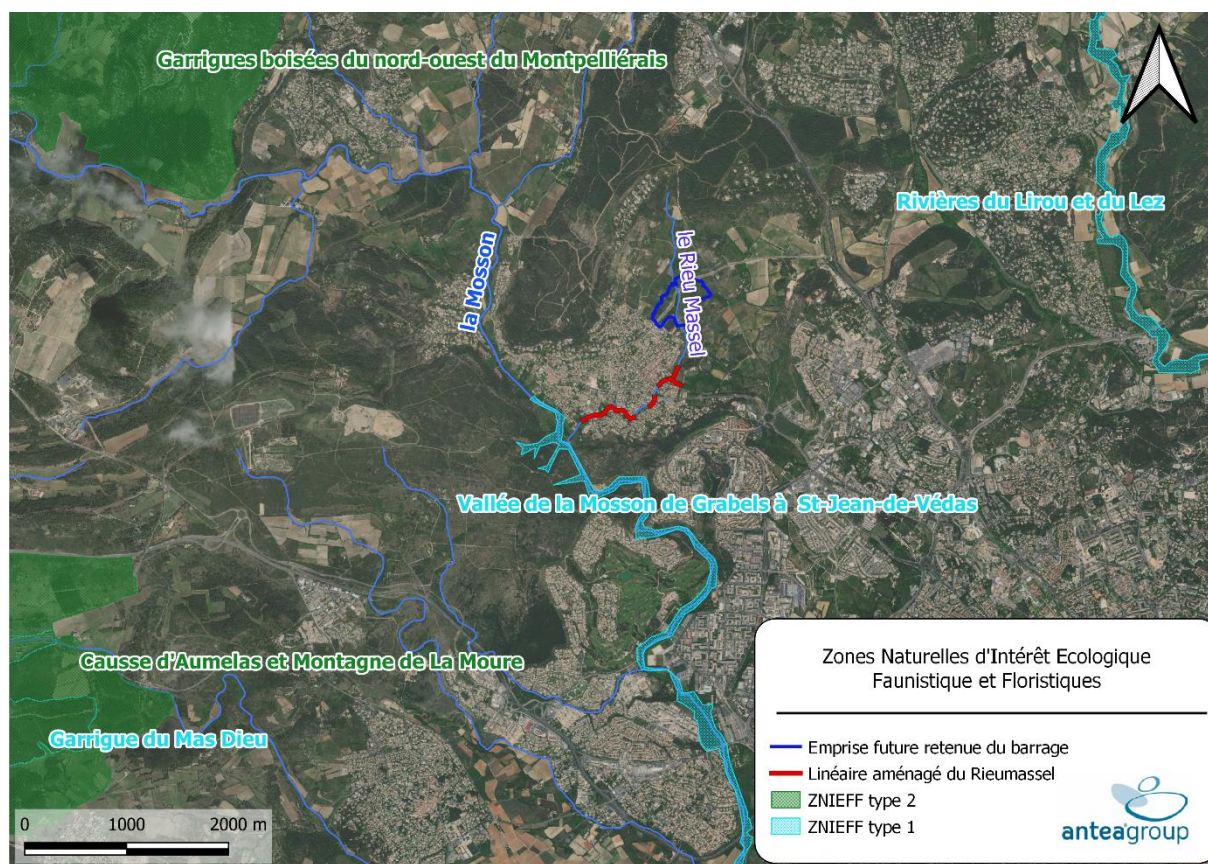 Garrigues boisées du nord-ouest du Montpelliérais
Rivières du Lirou et du Lez
la Mosson
le Rieu Massel
Vallée de la Mosson de Grabels à St-Jean-de-Védas
Causse d'Aumelas et Montagne de La Moure
Garrigue du Mas Dieu
0 1000 2000 m
Zones Naturelles d'Intérêt Ecologique
Faunistique et Floristiques
Emprise future retenue du barrage
Linéaire aménagé du Rieumassel
ZNIEFF type 2
ZNIEFF type 1
anteagroup